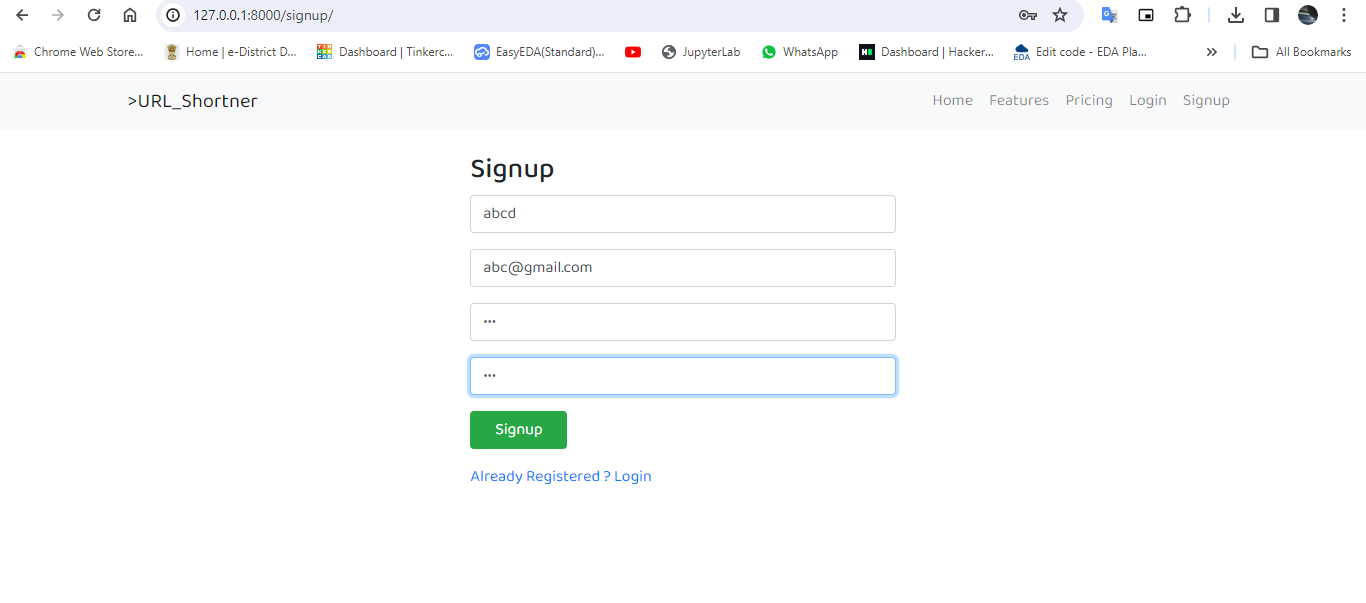 127.0.0.1:8000/signup/
Chrome Web Store... Home | e-District D... Dashboard | Tinkerc... EasyEDA(Standard)... JupyterLab WhatsApp Dashboard | Hacker... EDA Edit code - EDA Pla... » All Bookmarks
>URL_Shortner Home Features Pricing Login Signup
Signup
abcd
abc@gmail.com
•••
•••
Signup
Already Registered ? Login